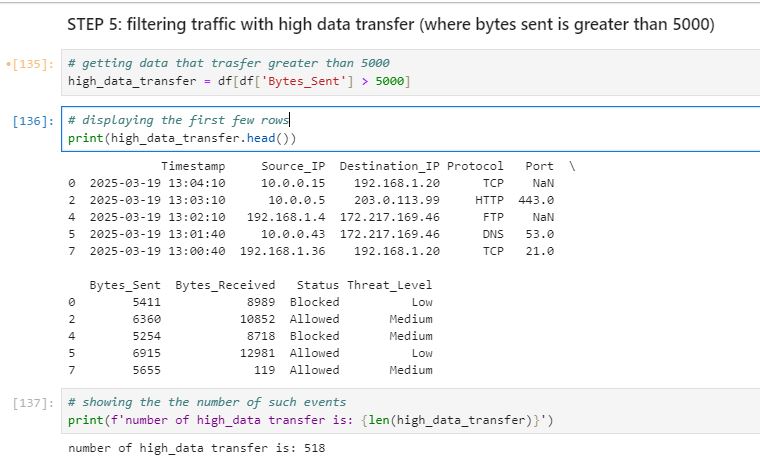 STEP 5: filtering traffic with high data transfer (where bytes sent is greater than 5000)
[135]: # getting data that trasfer greater than 5000
high_data_transfer = df[df['Bytes_Sent'] > 5000]
[136]: # displaying the first few rows
print(high_data_transfer.head())
Timestamp Source_IP Destination_IP Protocol Port \
0 2025-03-19 13:04:10 10.0.0.15 192.168.1.20 TCP NaN
2 2025-03-19 13:03:10 10.0.0.5 203.0.113.99 HTTP 443.0
4 2025-03-19 13:02:10 192.168.1.4 172.217.169.46 FTP NaN
5 2025-03-19 13:01:40 10.0.0.43 172.217.169.46 DNS 53.0
7 2025-03-19 13:00:40 192.168.1.36 192.168.1.20 TCP 21.0
Bytes_Sent Bytes_Received Status Threat_Level
0 5411 8989 Blocked Low
2 6360 10852 Allowed Medium
4 5254 8718 Blocked Medium
5 6915 12981 Allowed Low
7 5655 119 Allowed Medium
[137]: # showing the the number of such events
print(f'number of high_data transfer is: {len(high_data_transfer)}')
number of high_data transfer is: 518